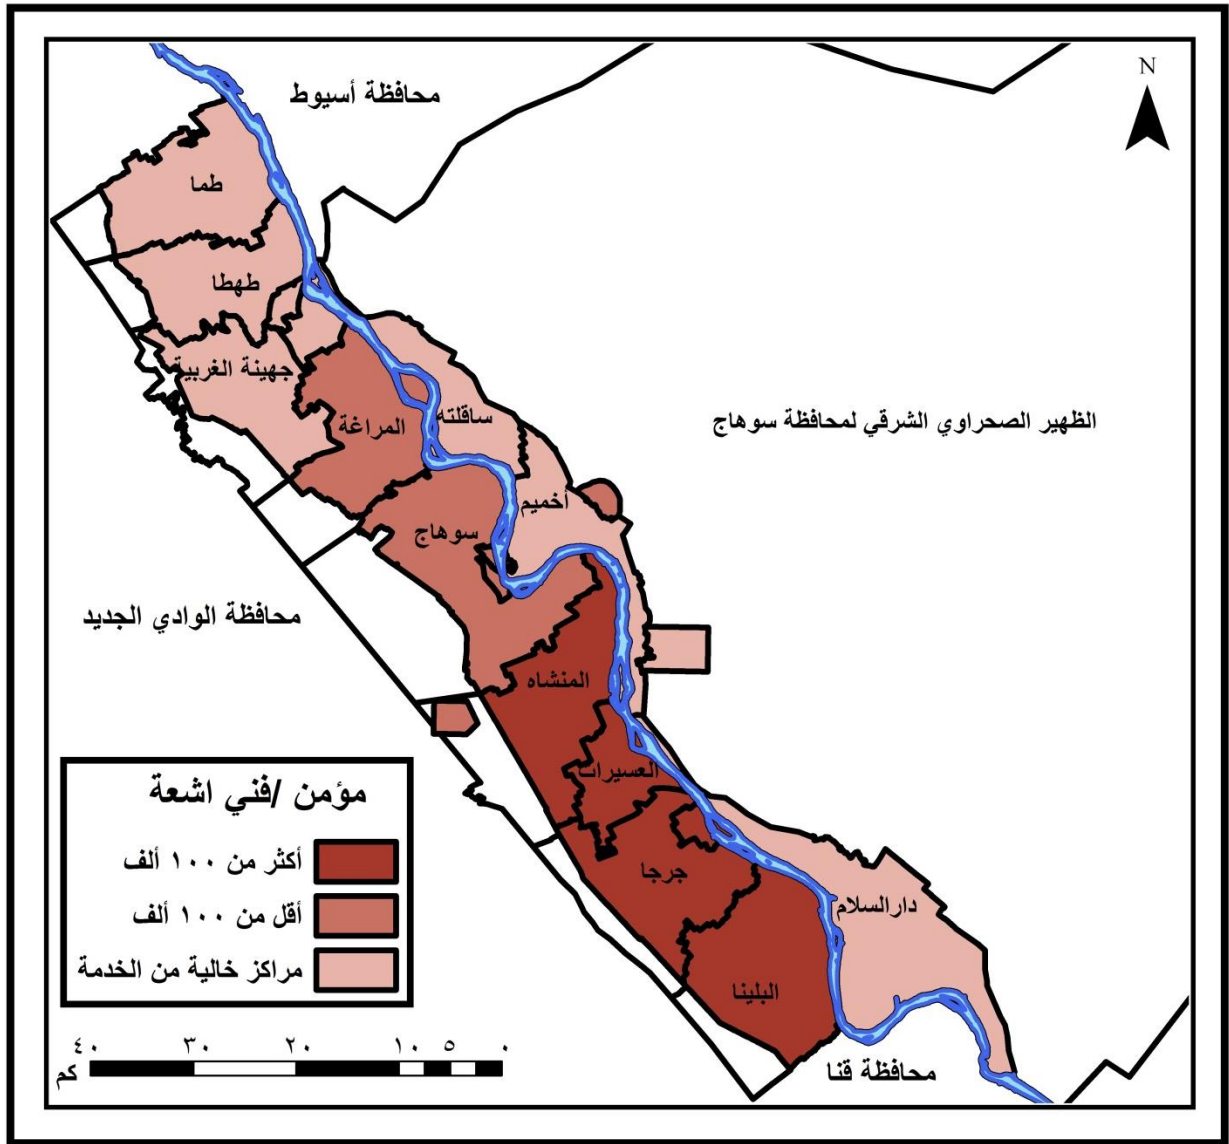 N
محافظة أسيوط
طما
طهطا
جهينة الغربية
المراغة
ساقلته
الظهير الصحراوي الشرقي لمحافظة سوهاج
أخميم
سوهاج
محافظة الوادي الجديد
المنشاه
العسيرات
جرجا
دارالسلام
البلينا
محافظة قنا
مؤمن /فني اشعة
أكثر من ١٠٠ ألف
أقل من ١٠٠ ألف
مراكز خالية من الخدمة
٤٠ ٣٠ ٢٠ ١٠ ٥ ٠
كم